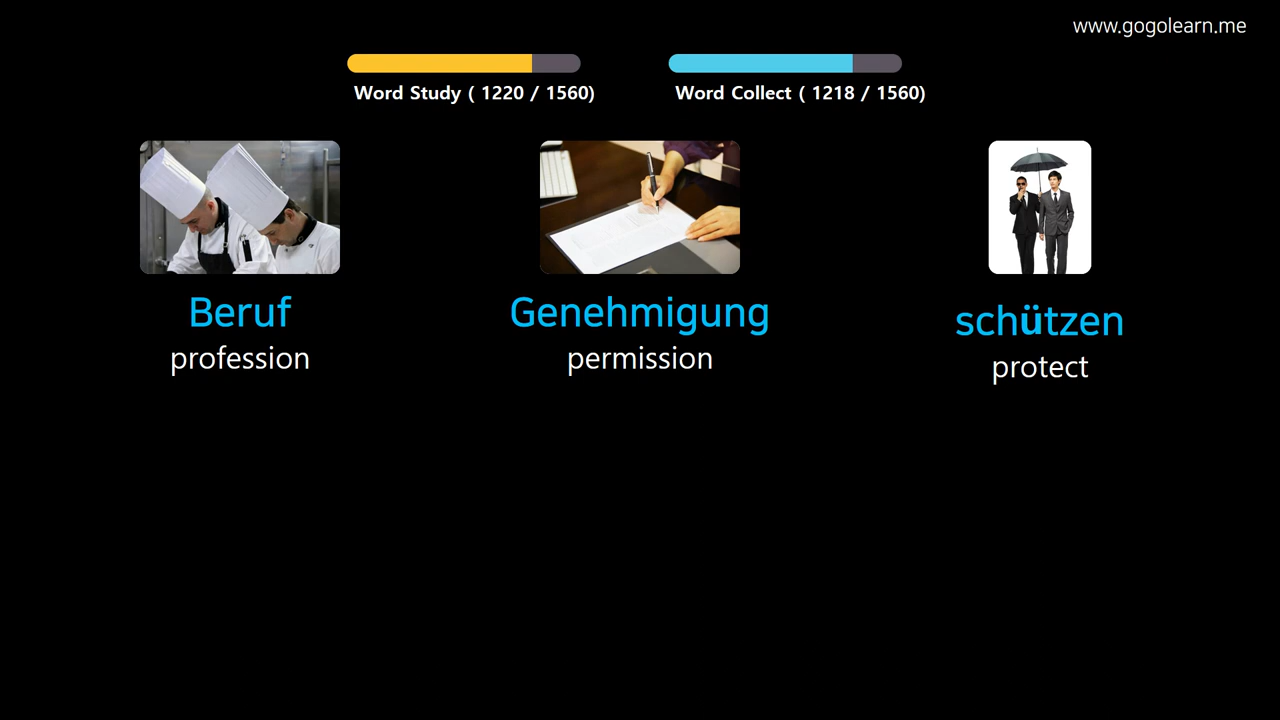 www.gogolearn.me
Word Study ( 1220 / 1560)
Word Collect ( 1218 / 1560)
Beruf
profession
Genehmigung
permission
schützen
protect